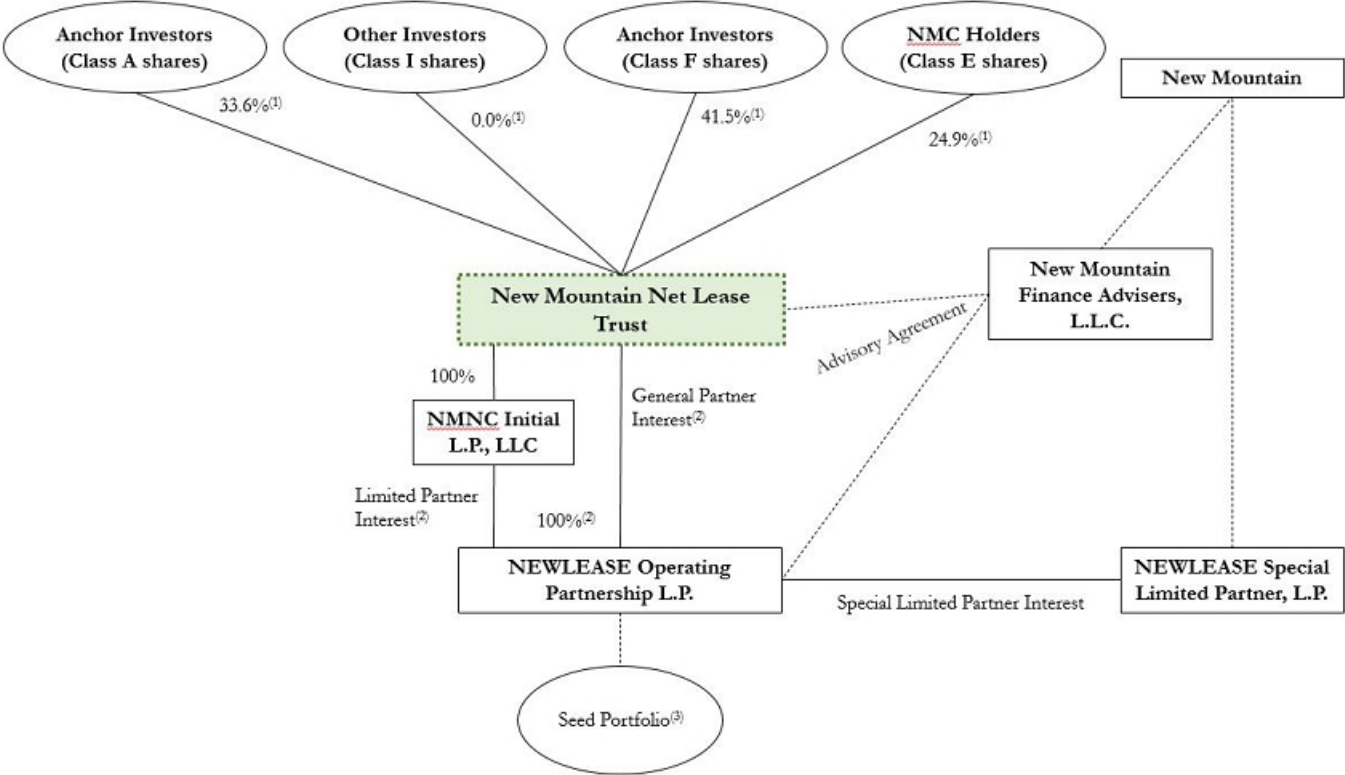 Anchor Investors
(Class A shares)
Other Investors
(Class I shares)
Anchor Investors
(Class F shares)
NMC Holders
(Class E shares)
New Mountain
33.6%(1)
0.0%(1)
41.5%(1)
24.9%(1)
New Mountain Net Lease
Trust
New Mountain
Finance Advisers,
L.L.C.
Advisory Agreement
100%
General Partner
Interest(2)
NMNC Initial
L.P., LLC
Limited Partner
Interest(2)
100%(2)
NEWLEASE Operating
Partnership L.P.
Special Limited Partner Interest
NEWLEASE Special
Limited Partner, L.P.
Seed Portfolio(3)